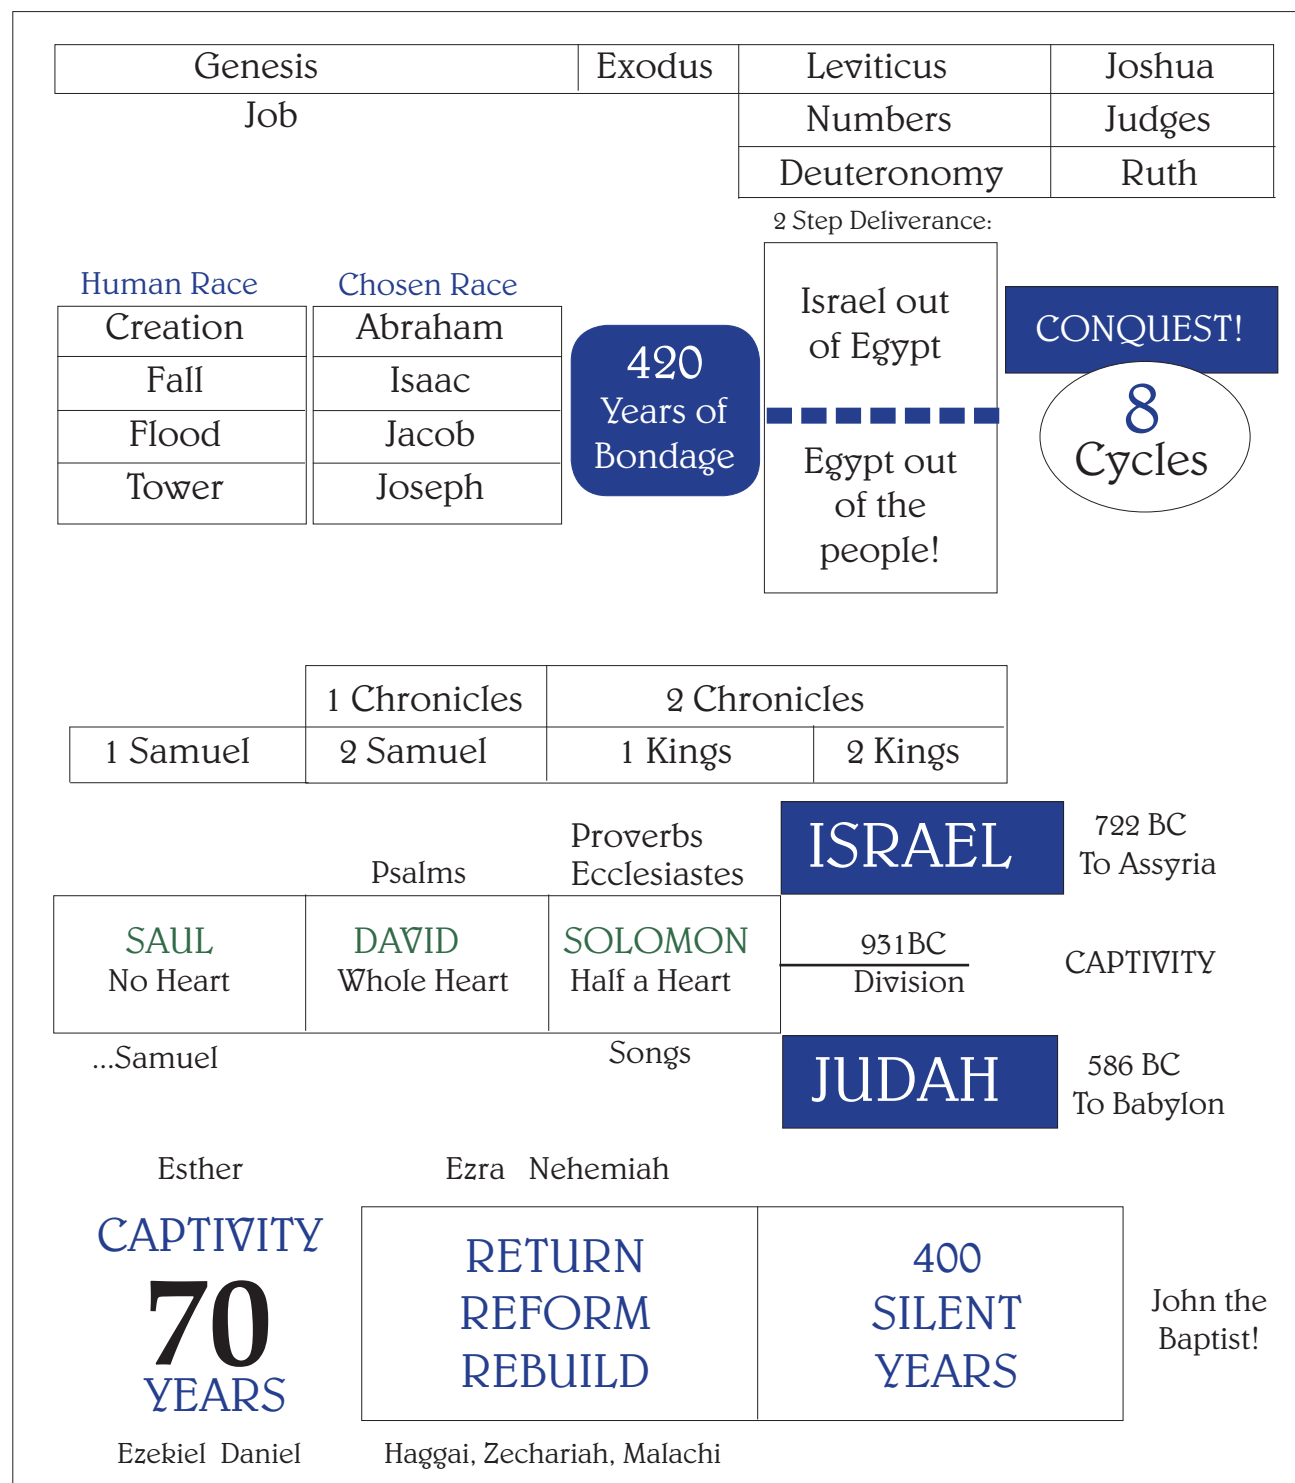 Genesis Exodus Leviticus Joshua
Job Numbers Judges
Deuteronomy Ruth
2 Step Deliverance:
Human Race Chosen Race
Creation Abraham
Fall Isaac
Flood Jacob
Tower Joseph
420
Years of
Bondage
Israel out
of Egypt
Egypt out
of the
people!
CONQUEST!
8
Cycles
1 Chronicles 2 Chronicles
1 Samuel 2 Samuel 1 Kings 2 Kings
Psalms
Proverbs
Ecclesiastes
ISRAEL
722 BC
To Assyria
SAUL
No Heart
DAVID
Whole Heart
SOLOMON
Half a Heart
931BC
Division
CAPTIVITY
...Samuel
Songs
JUDAH
586 BC
To Babylon
Esther
CAPTIVITY
70
YEARS
Ezekiel Daniel
Ezra Nehemiah
RETURN
REFORM
REBUILD
Haggai, Zechariah, Malachi
400
SILENT
YEARS
John the
Baptist!